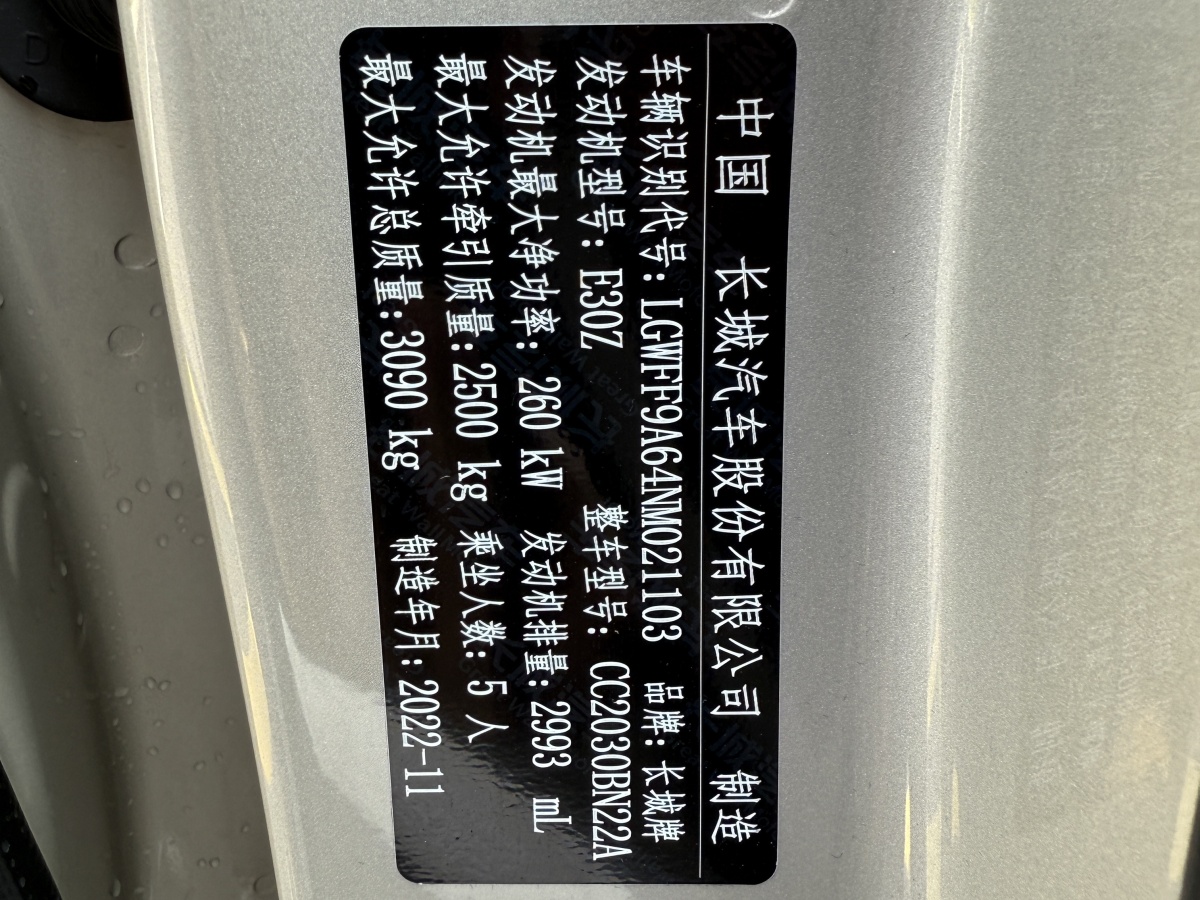 中国 长城汽车股份有限公司 制造
车辆识别代号:LGWFF9A64NM021103 品牌:长城牌
发动机型号:E30Z 整车型号:CC2030BN22A
发动机最大净功率:260 kW 发动机排量:2993 mL
最大允许牵引质量:2500 kg 乘坐人数:5 人
最大允许总质量:3090 kg 制造年月:2022-11